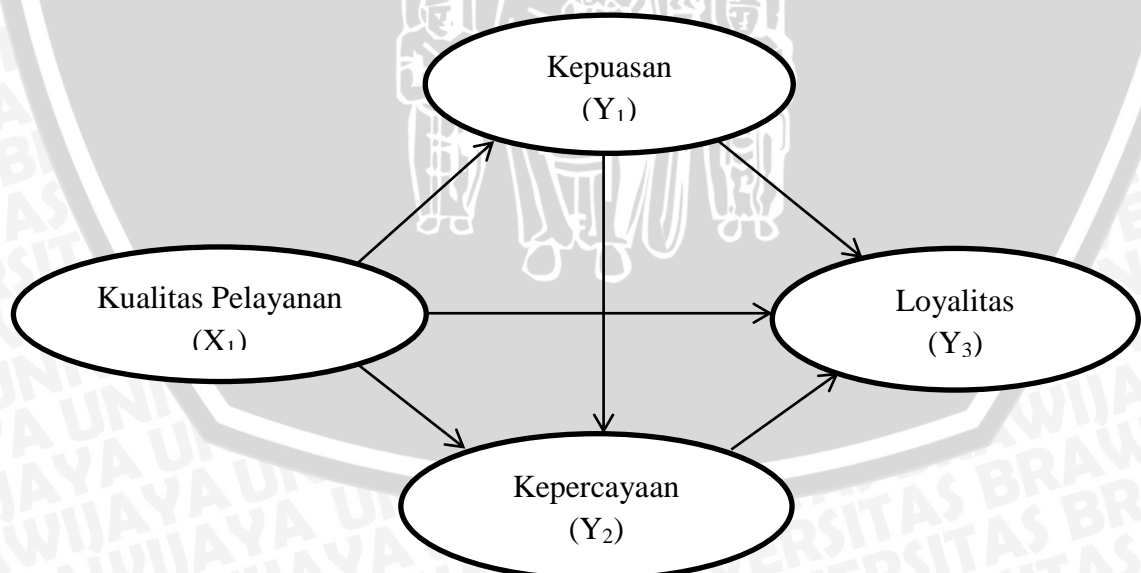 Kepuasan
(Y₁)
Kualitas Pelayanan
(X₁)
Loyalitas
(Y₃)
Kepercayaan
(Y₂)